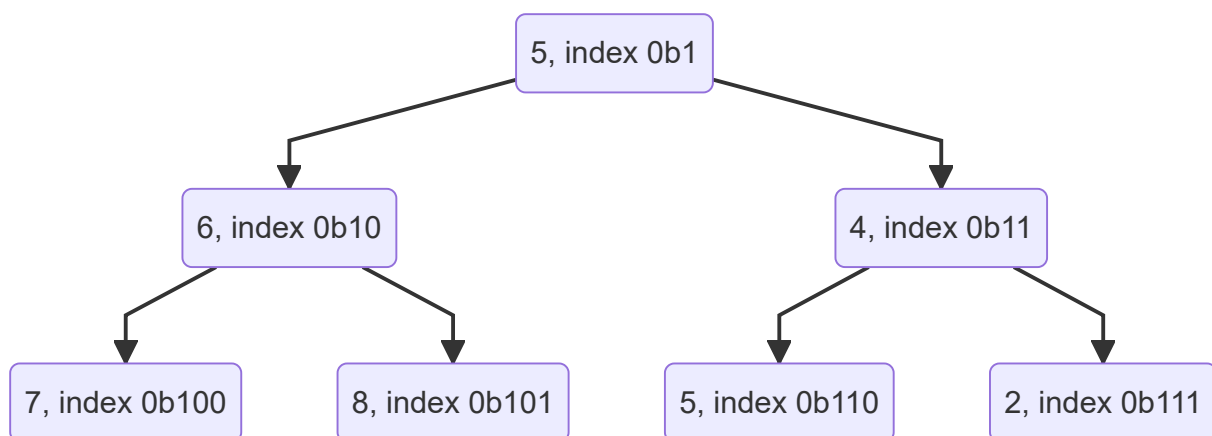 5, index 0b1
6, index 0b10
4, index 0b11
7, index 0b100
8, index 0b101
5, index 0b110
2, index 0b111